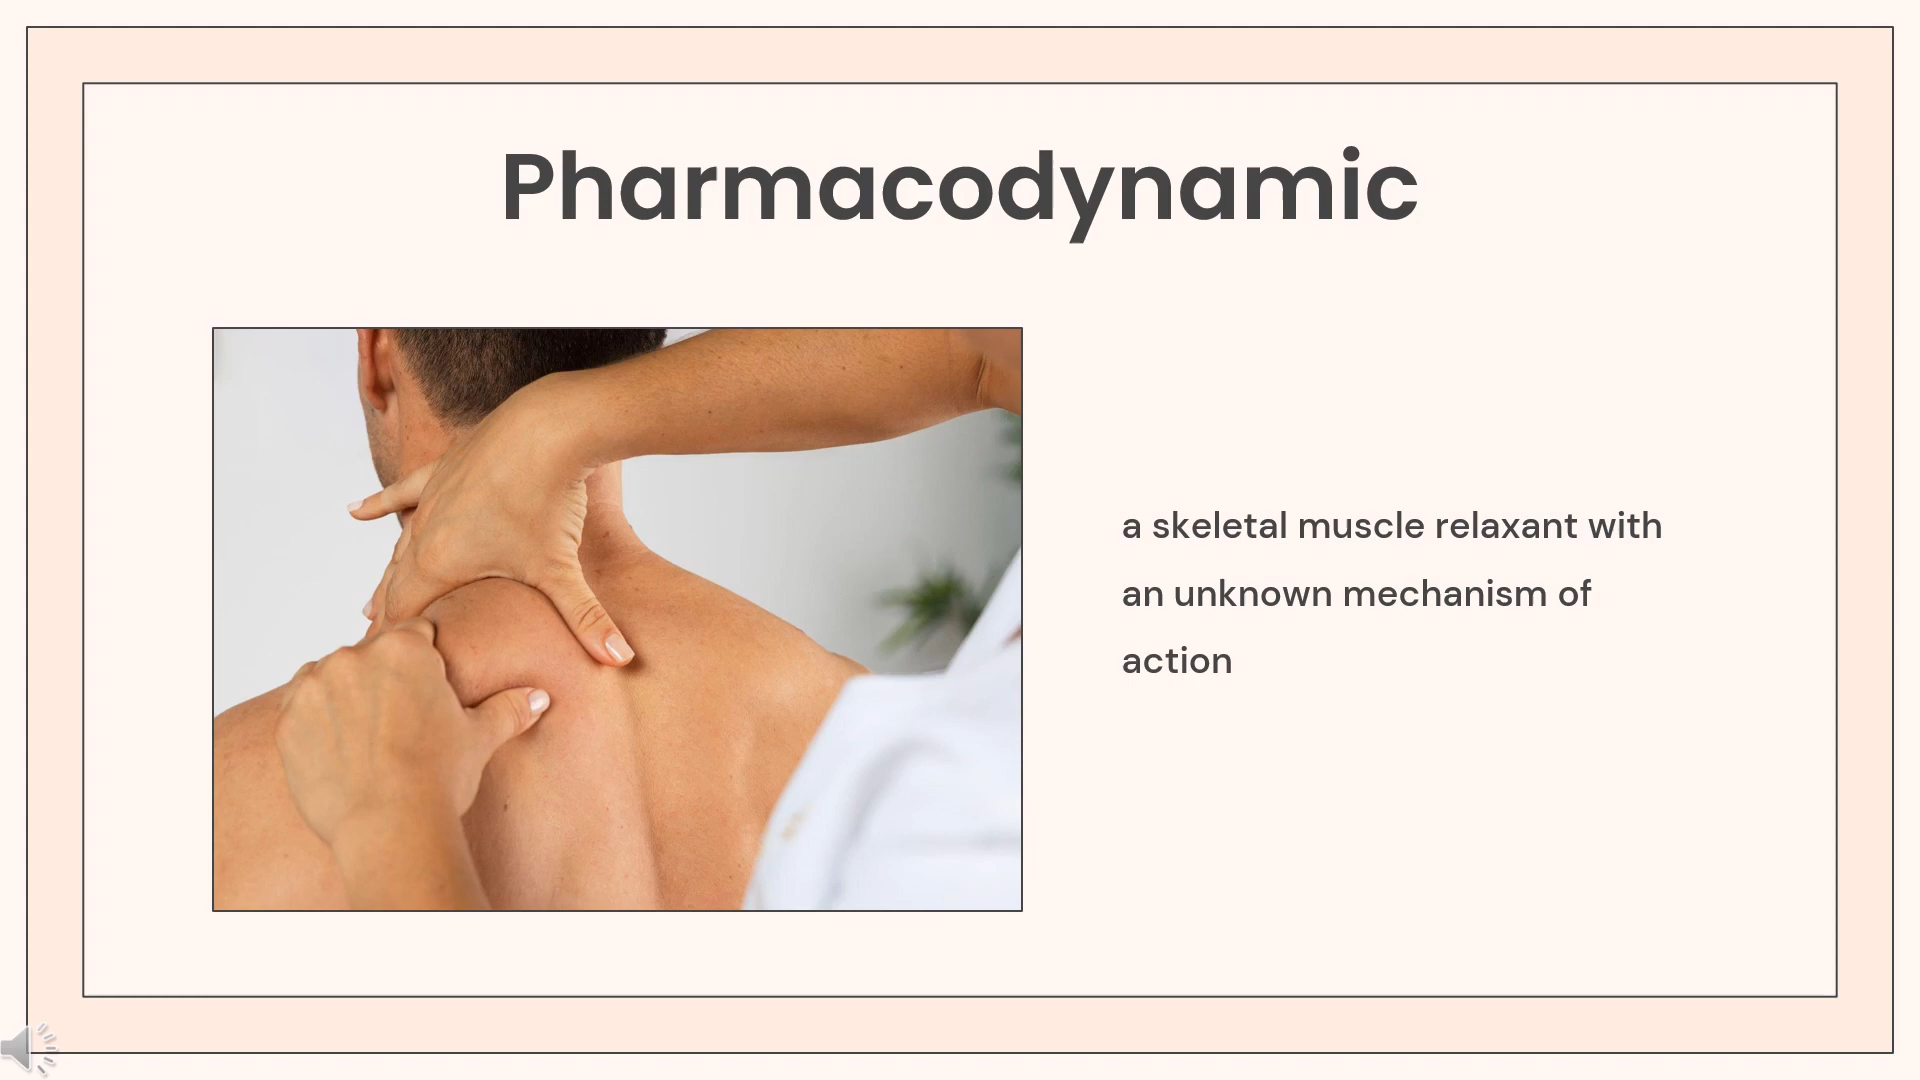 Pharmacodynamic
a skeletal muscle relaxant with
an unknown mechanism of
action